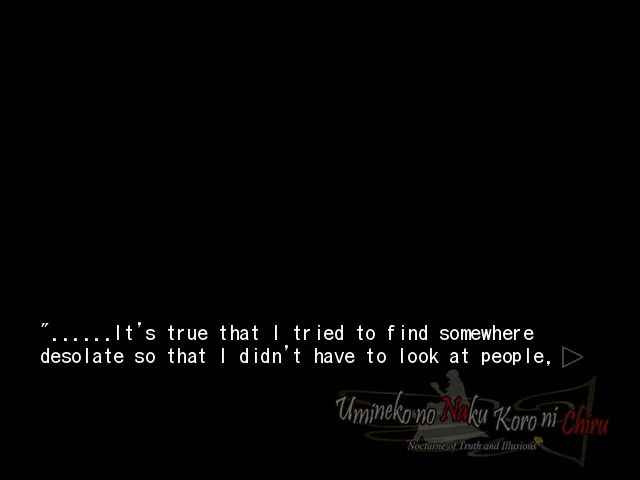 "......It's true that I tried to find somewhere
desolate so that I didn't have to look at people,
Umineko no Naku Koro ni Chiru
Nocturne of Truth and Illusions